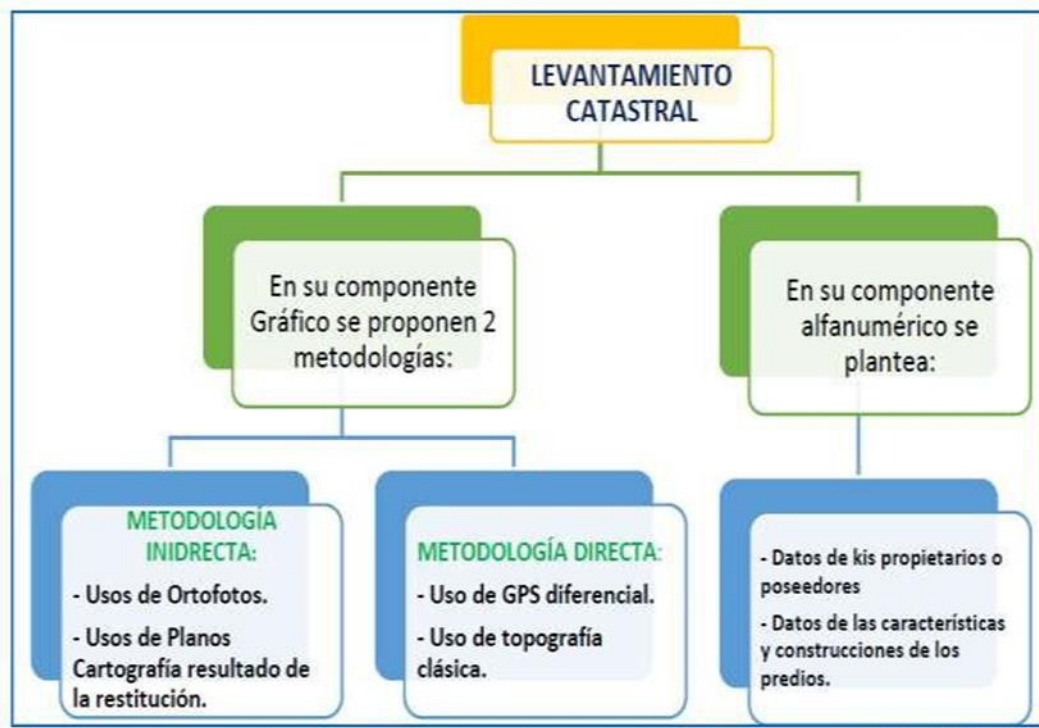 LEVANTAMIENTO
CATASTRAL
En su componente
Gráfico se proponen 2
metodologías:
En su componente
alfanumérico se
plantea:
METODOLOGÍA
INIDRECTA:
- Usos de Ortofotos.
- Usos de Planos
Cartografía resultado de
la restitución.
METODOLOGÍA DIRECTA:
- Uso de GPS diferencial.
- Uso de topografía
clásica.
- Datos de kis propietarios o
poseedores
- Datos de las características
y construcciones de los
predios.